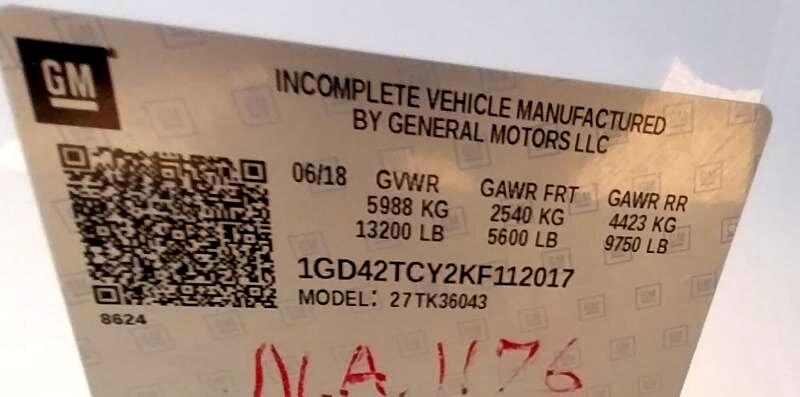 GM
INCOMPLETE VEHICLE MANUFACTURED
BY GENERAL MOTORS LLC
06/18 GVWR GAWR FRT GAWR RR
5988 KG 2540 KG 4423 KG
13200 LB 5600 LB 9750 LB
1GD42TCY2KF112017
MODEL: 27TK36043
8624
N.A. 1176